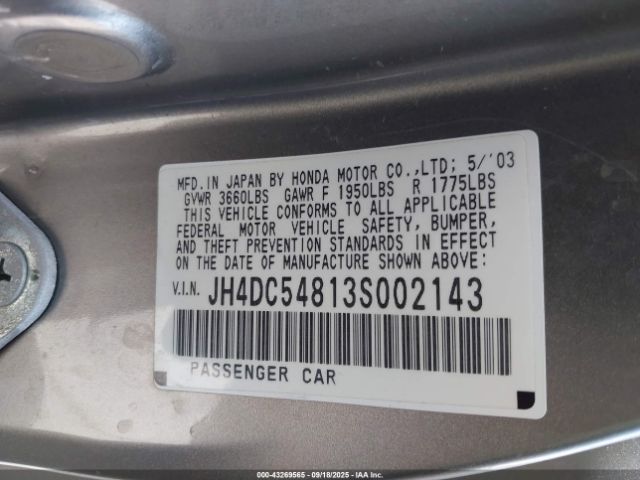 MFD.IN JAPAN BY HONDA MOTOR CO.,LTD; 5/'03
GVWR 3660LBS GAWR F 1950LBS R 1775LBS
THIS VEHICLE CONFORMS TO ALL APPLICABLE
FEDERAL MOTOR VEHICLE SAFETY, BUMPER,
AND THEFT PREVENTION STANDARDS IN EFFECT
ON THE DATE OF MANUFACTURE SHOWN ABOVE:
V.I.N. JH4DC54813S002143
PASSENGER CAR
000-43269565 - 09/18/2025 - IAA Inc.